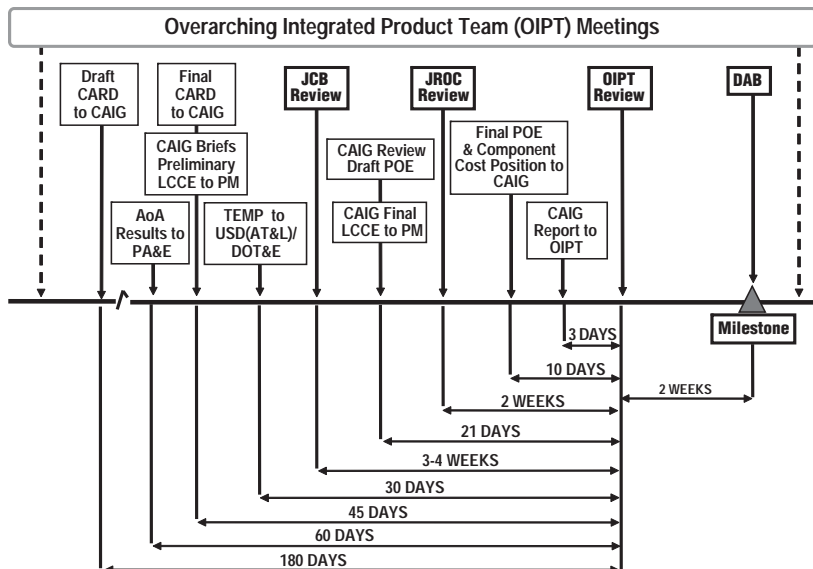 Overarching Integrated Product Team (OIPT) Meetings
Draft
CARD
to CAIG
Final
CARD
to CAIG
JCB
Review
JROC
Review
OIPT
Review
DAB
CAIG Briefs
Preliminary
LCCE to PM
CAIG Review
Draft POE
Final POE
& Component
Cost Position to
CAIG
AoA
Results to
PA&E
TEMP to
USD(AT&L)/
DOT&E
CAIG Final
LCCE to PM
CAIG
Report to
OIPT
Milestone
3 DAYS
10 DAYS
2 WEEKS
2 WEEKS
21 DAYS
3-4 WEEKS
30 DAYS
45 DAYS
60 DAYS
180 DAYS